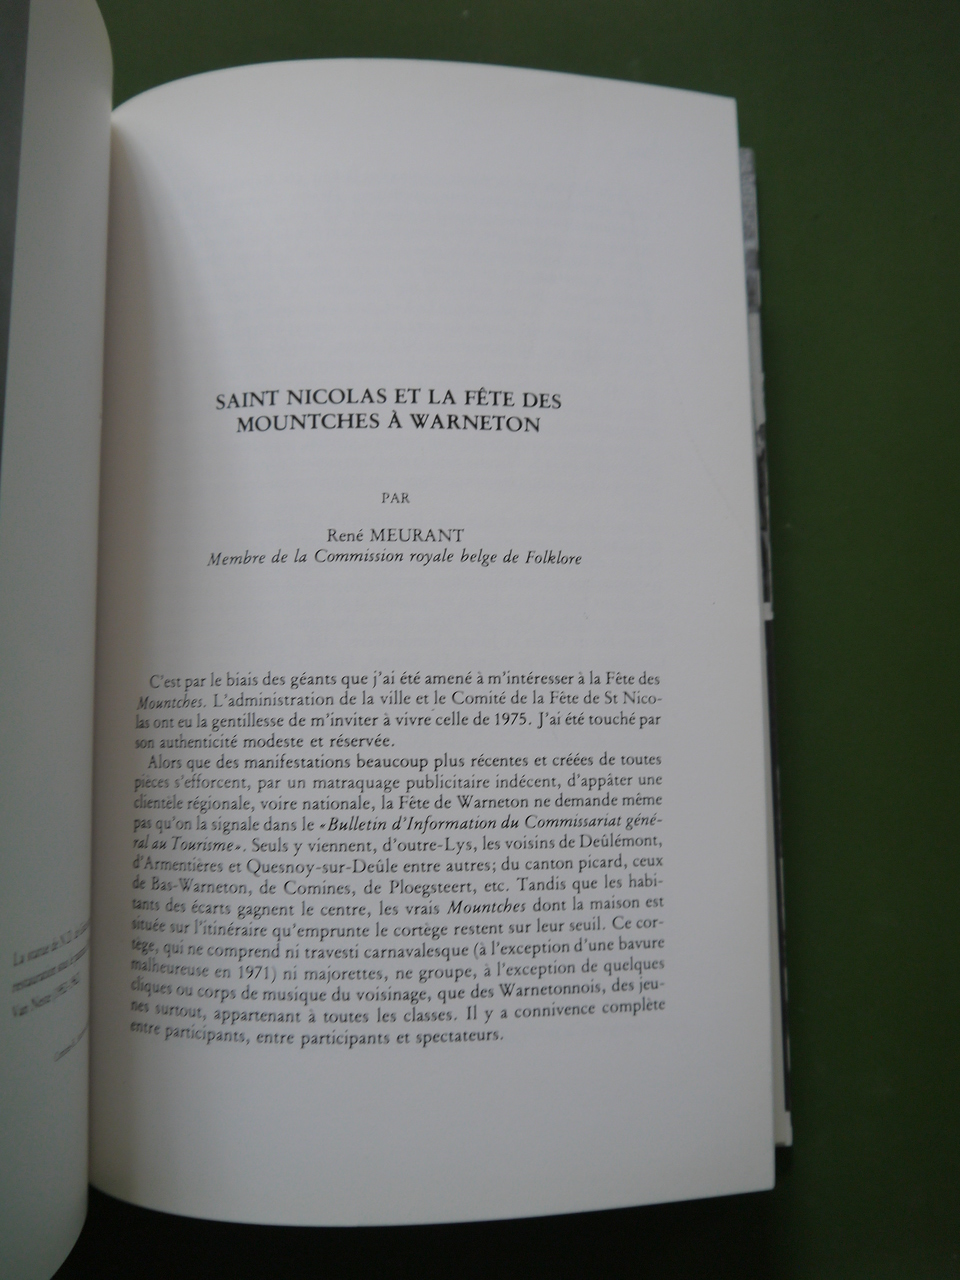 SAINT NICOLAS ET LA FÊTE DES
MOUNTCHES À WARNETON
PAR
René MEURANT
Membre de la Commission royale belge de Folklore
C'est par le biais des géants que j'ai été amené à m'intéresser à la Fête des
Mountches. L'administration de la ville et le Comité de la Fête de St Nico-
las ont eu la gentillesse de m'inviter à vivre celle de 1975. J'ai été touché par
son authenticité modeste et réservée.
Alors que des manifestations beaucoup plus récentes et créées de toutes
pièces s'efforcent, par un matraquage publicitaire indécent, d'appâter une
clientèle régionale, voire nationale, la Fête de Warneton ne demande même
pas qu'on la signale dans le «Bulletin d'Information du Commissariat géné-
ral au Tourisme». Seuls y viennent, d'outre-Lys, les voisins de Deûlémont,
d'Armentières et Quesnoy-sur-Deûle entre autres; du canton picard, ceux
de Bas-Warneton, de Comines, de Ploegsteert, etc. Tandis que les habi-
tants des écarts gagnent le centre, les vrais Mountches dont la maison est
située sur l'itinéraire qu'emprunte le cortège restent sur leur seuil. Ce cor-
tège, qui ne comprend ni travesti carnavalesque (à l'exception d'une bavure
malheureuse en 1971) ni majorettes, ne groupe, à l'exception de quelques
cliques ou corps de musique du voisinage, que des Warnetonnois, des jeu-
nes surtout, appartenant à toutes les classes. Il y a connivence complète
entre participants, entre participants et spectateurs.
La statue de N.D. de
restauration
Van Neste